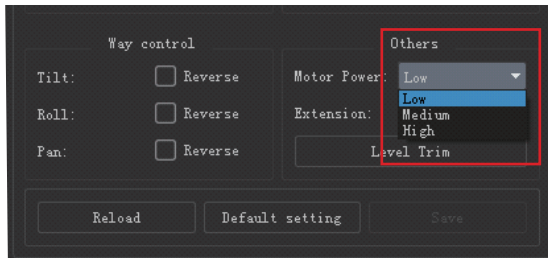 Way control
Others
Tilt: Reverse
Motor Power: Low
Low
Roll: Reverse
Extension: Medium
High
Pan: Reverse
Level Trim
Reload Default setting Save